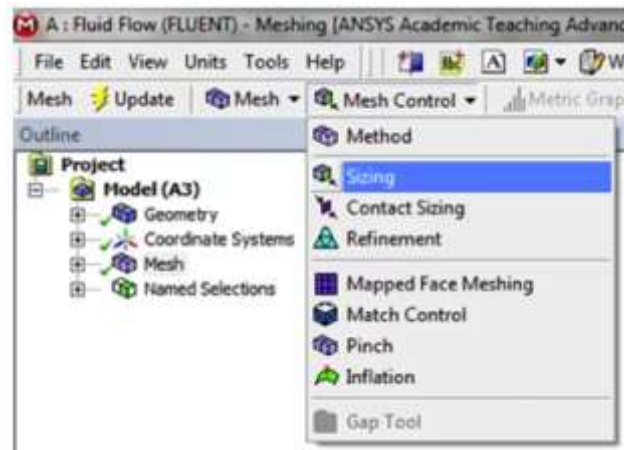 A : Fluid Flow (FLUENT) - Meshing [ANSYS Academic Teaching Advanc
File Edit View Units Tools Help
Mesh Update Mesh Mesh Control Metric Grap
Outline
Project
Model (A3)
Geometry
Coordinate Systems
Mesh
Named Selections
Method
Sizing
Contact Sizing
Refinement
Mapped Face Meshing
Match Control
Pinch
Inflation
Gap Tool